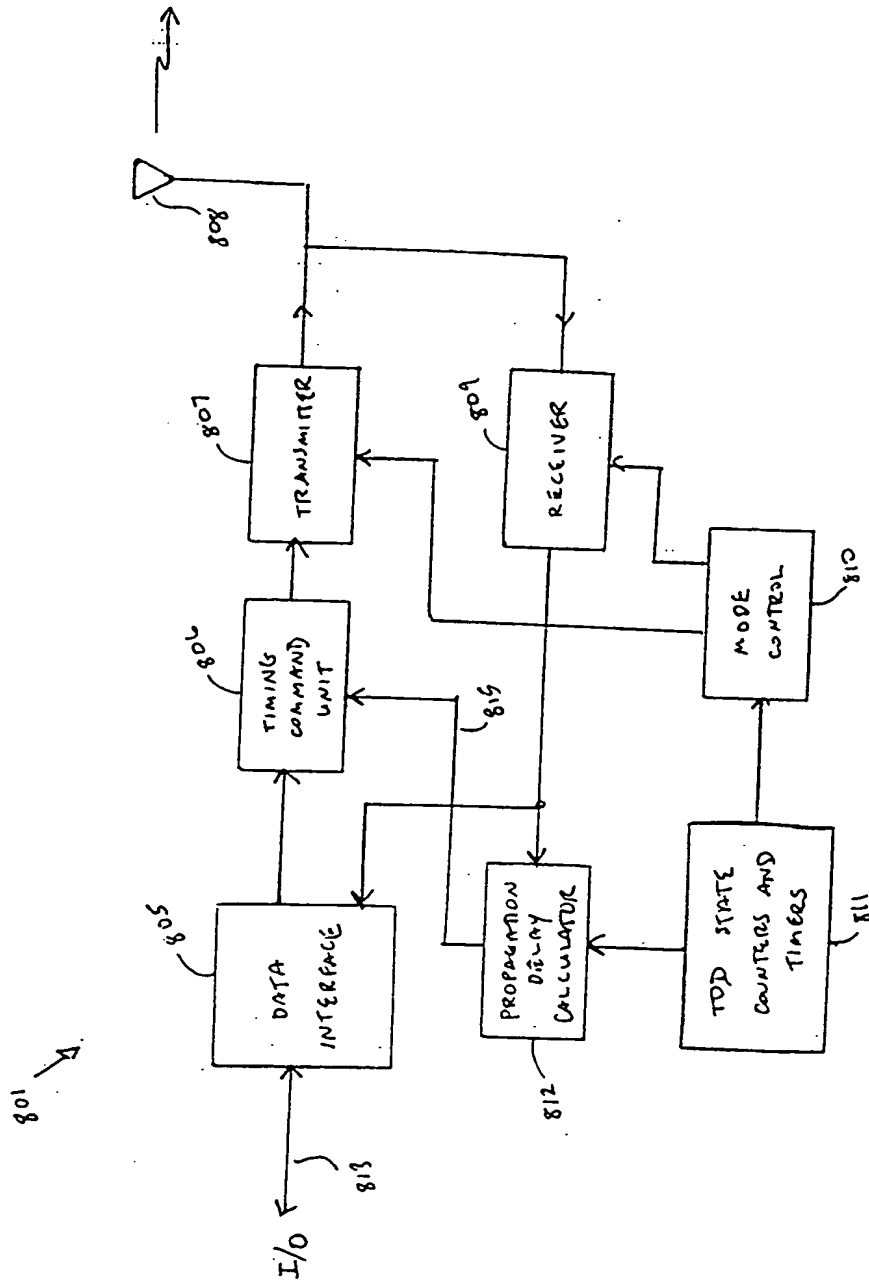 801
I/O
813
805
DATA
INTERFACE
806
TIMING
COMMAND
UNIT
807
TRANSMITTER
808
815
809
RECEIVER
812
PROPAGATION
DELAY
CALCULATOR
811
TDD STATE
COUNTERS AND
TIMERS
810
MODE
CONTROL